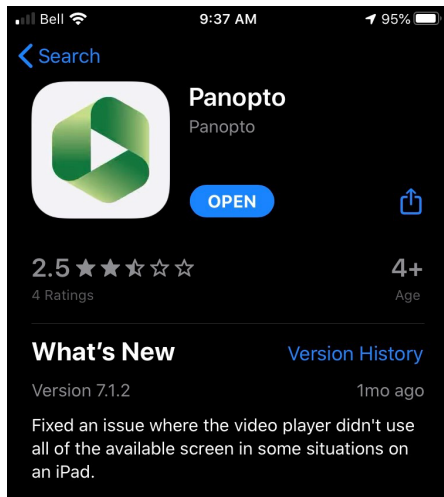 Bell 9:37 AM 95%
Search
Panopto
Panopto
OPEN
2.5
4+
4 Ratings
Age
What's New
Version History
Version 7.1.2
1mo ago
Fixed an issue where the video player didn't use
all of the available screen in some situations on
an iPad.